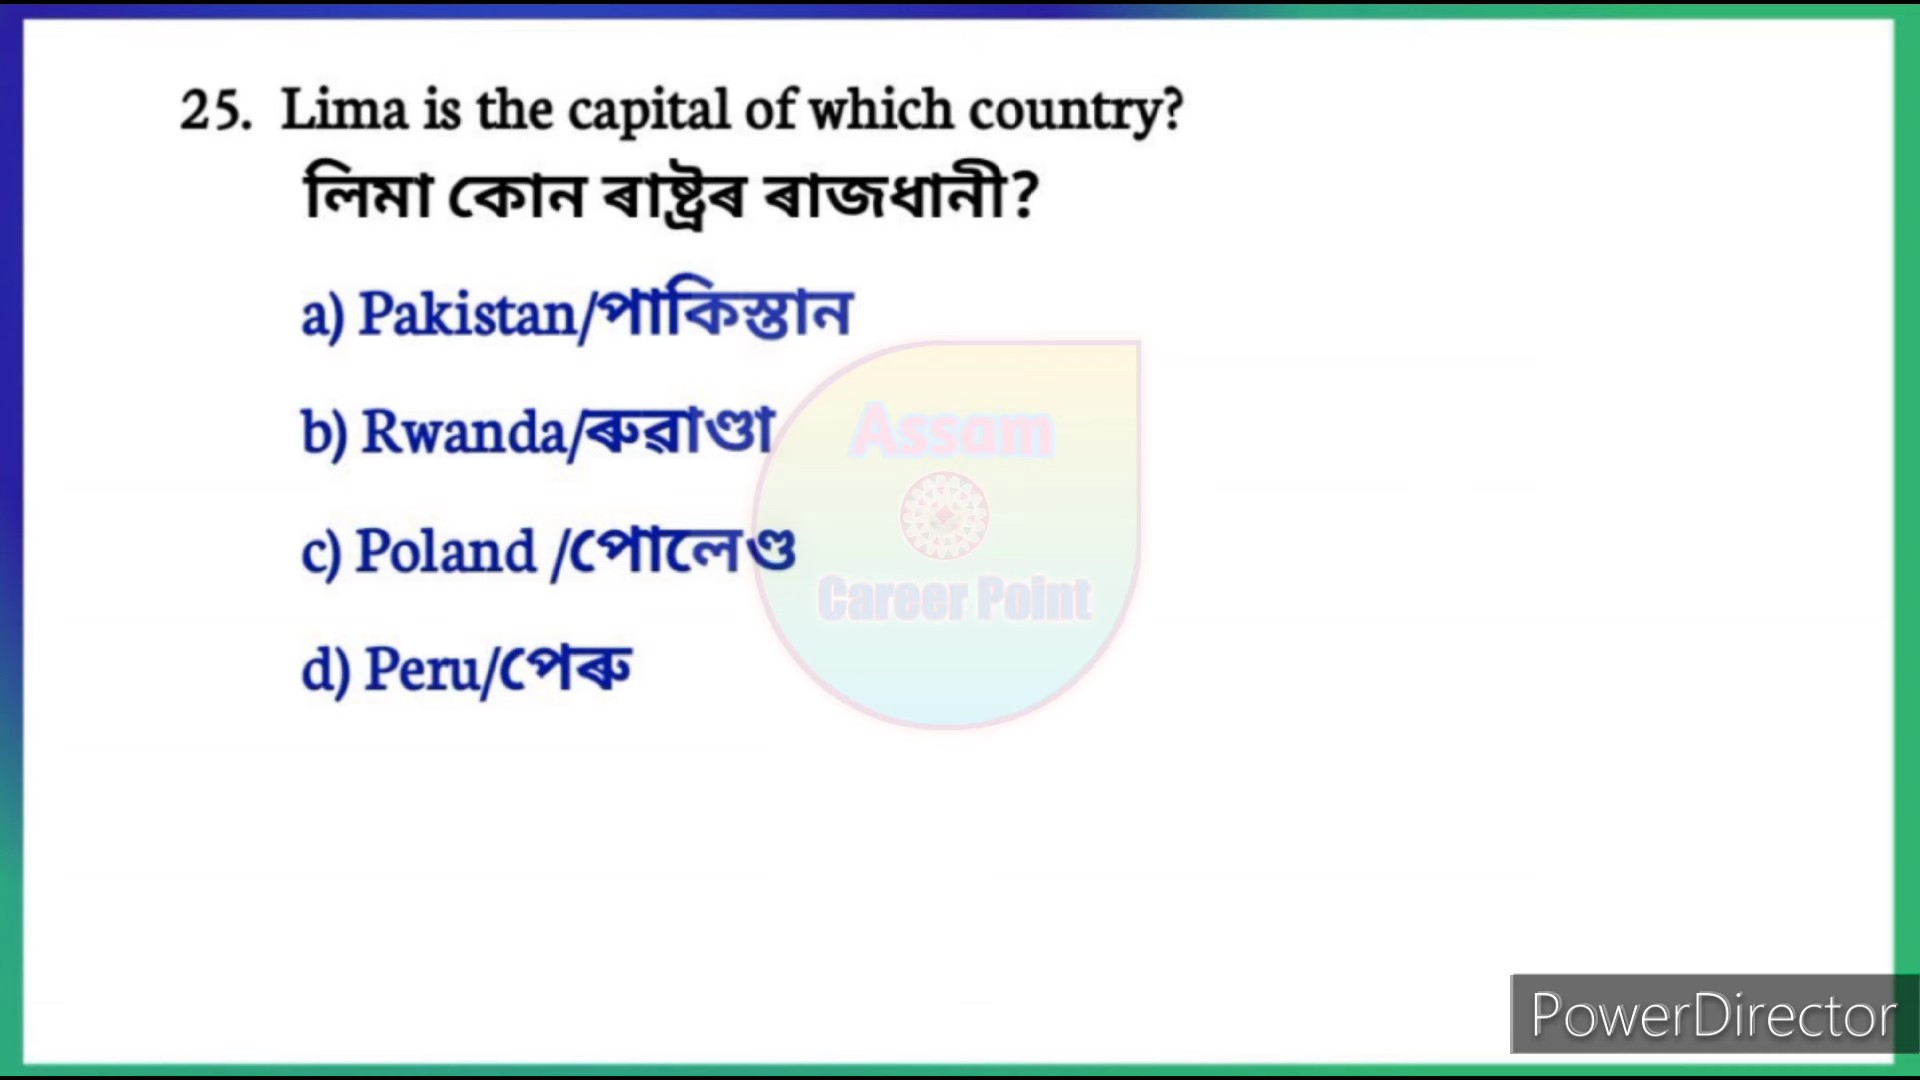 25. Lima is the capital of which country?
লিমা কোন ৰাষ্ট্ৰৰ ৰাজধানী?
a) Pakistan/পাকিস্তান
b) Rwanda/ৰুৱাণ্ডা
c) Poland /পোলেণ্ড
d) Peru/পেৰু
Assam
Career Point
PowerDirector